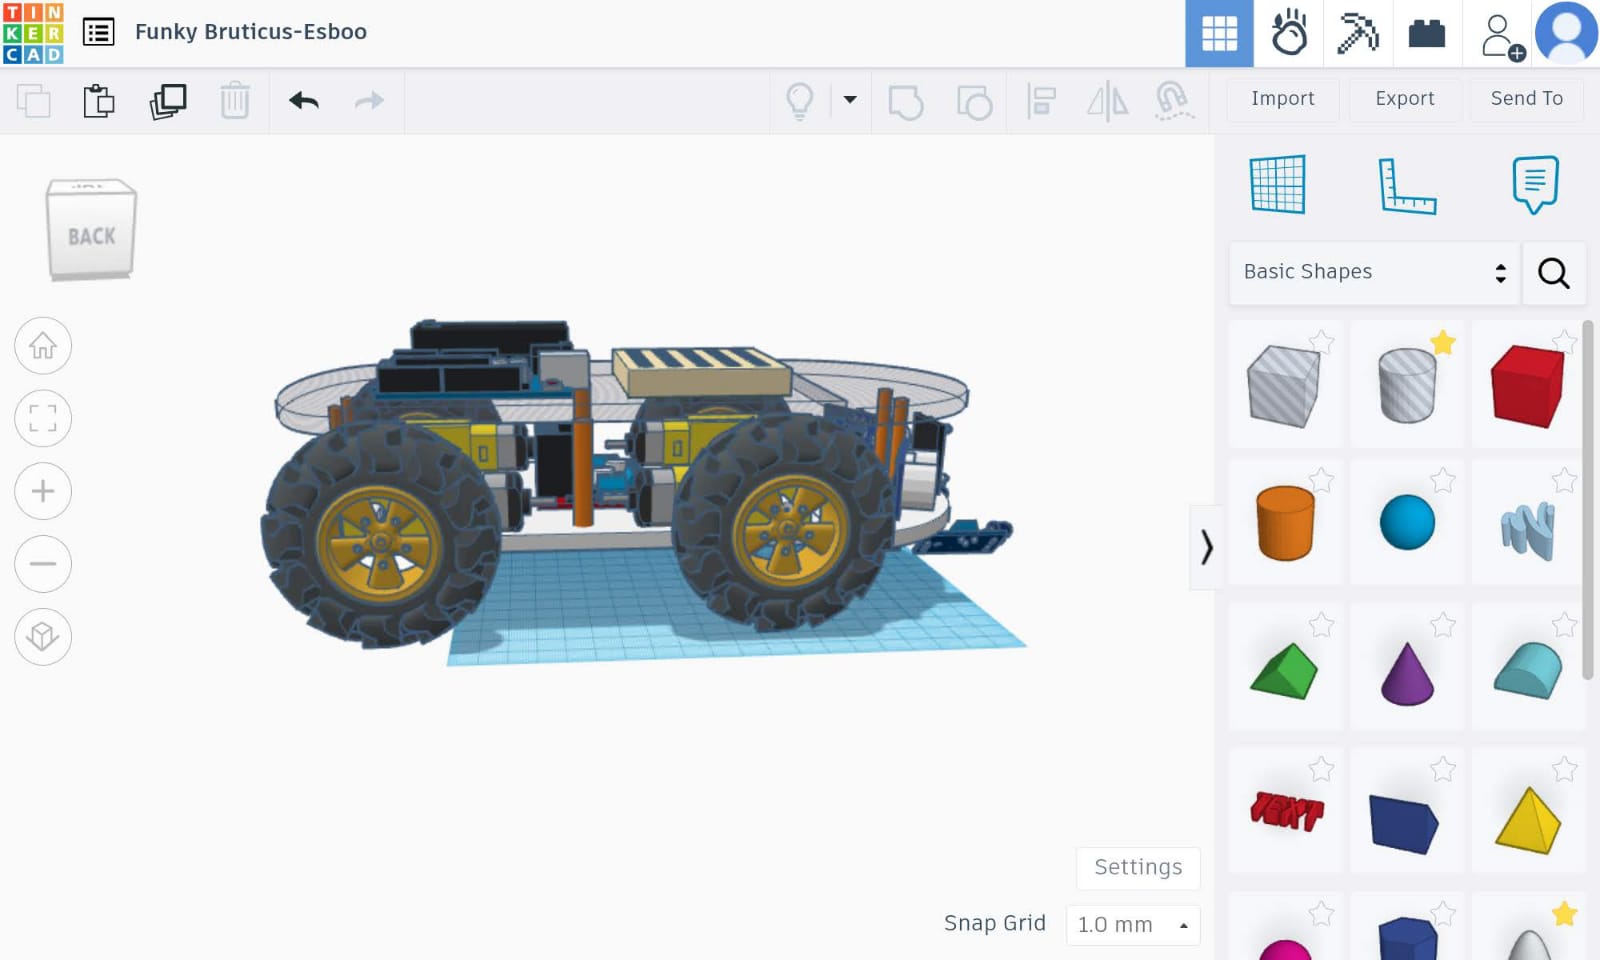 TIN
KER
CAD
Funky Bruticus-Esboo
Import
Export
Send To
TOP
BACK
Basic Shapes
TEXT
Settings
Snap Grid
1.0 mm